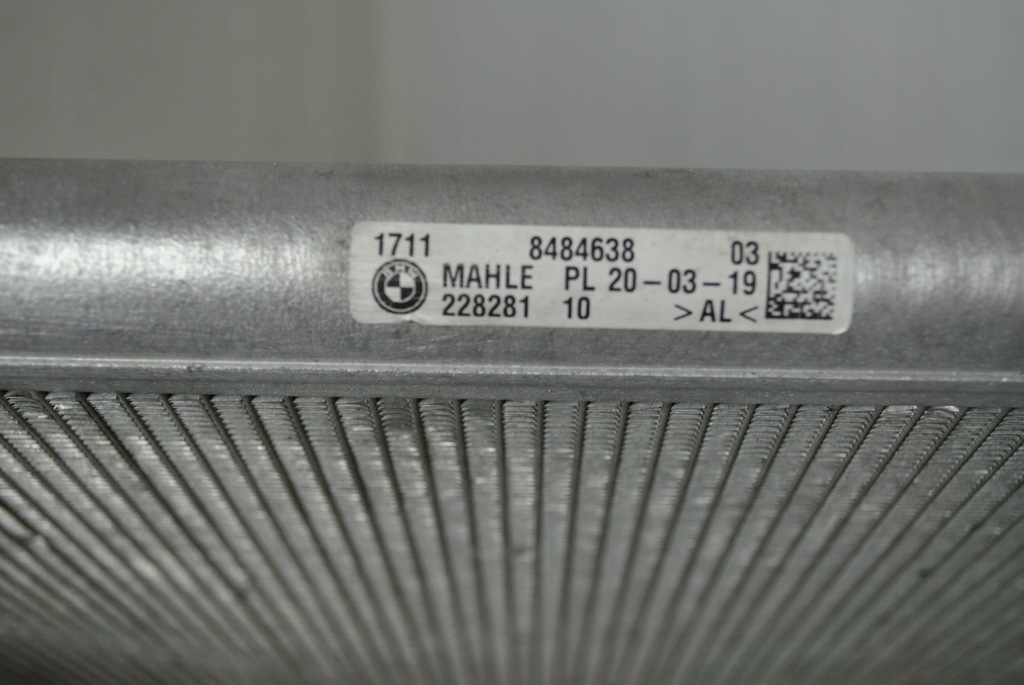 1711 8484638 03
MAHLE PL 20-03-19
228281 10 >AL<